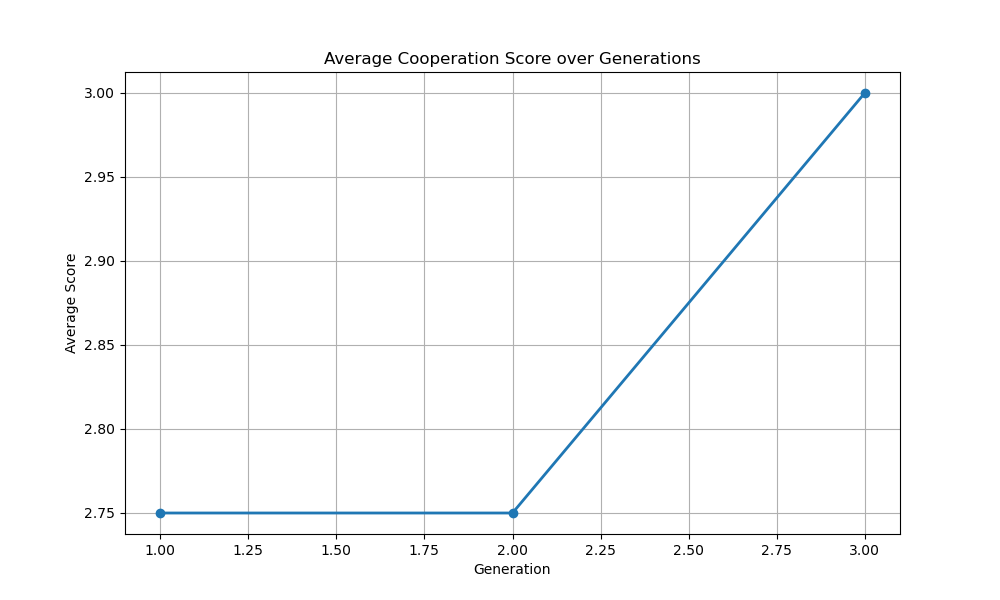 Average Cooperation Score over Generations
3.00
2.95
2.90
2.85
2.80
2.75
Average Score
1.00 1.25 1.50 1.75 2.00 2.25 2.50 2.75 3.00
Generation